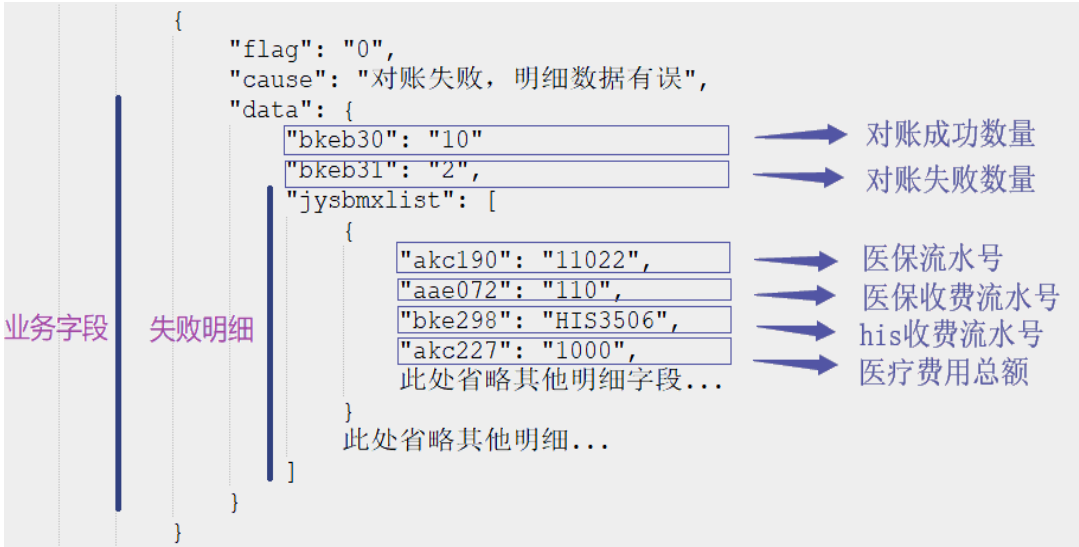 {
"flag": "0",
"cause": "对账失败，明细数据有误",
"data": {
"bkeb30": "10"
对账成功数量
"bkeb31": "2",
对账失败数量
"jysbmxlist": [
{
"akc190": "11022",
医保流水号
"aae072": "110",
医保收费流水号
业务字段
失败明细
"bke298": "HIS3506",
his收费流水号
"akc227": "1000",
医疗费用总额
此处省略其他明细字段...
}
此处省略其他明细...
]
}
}